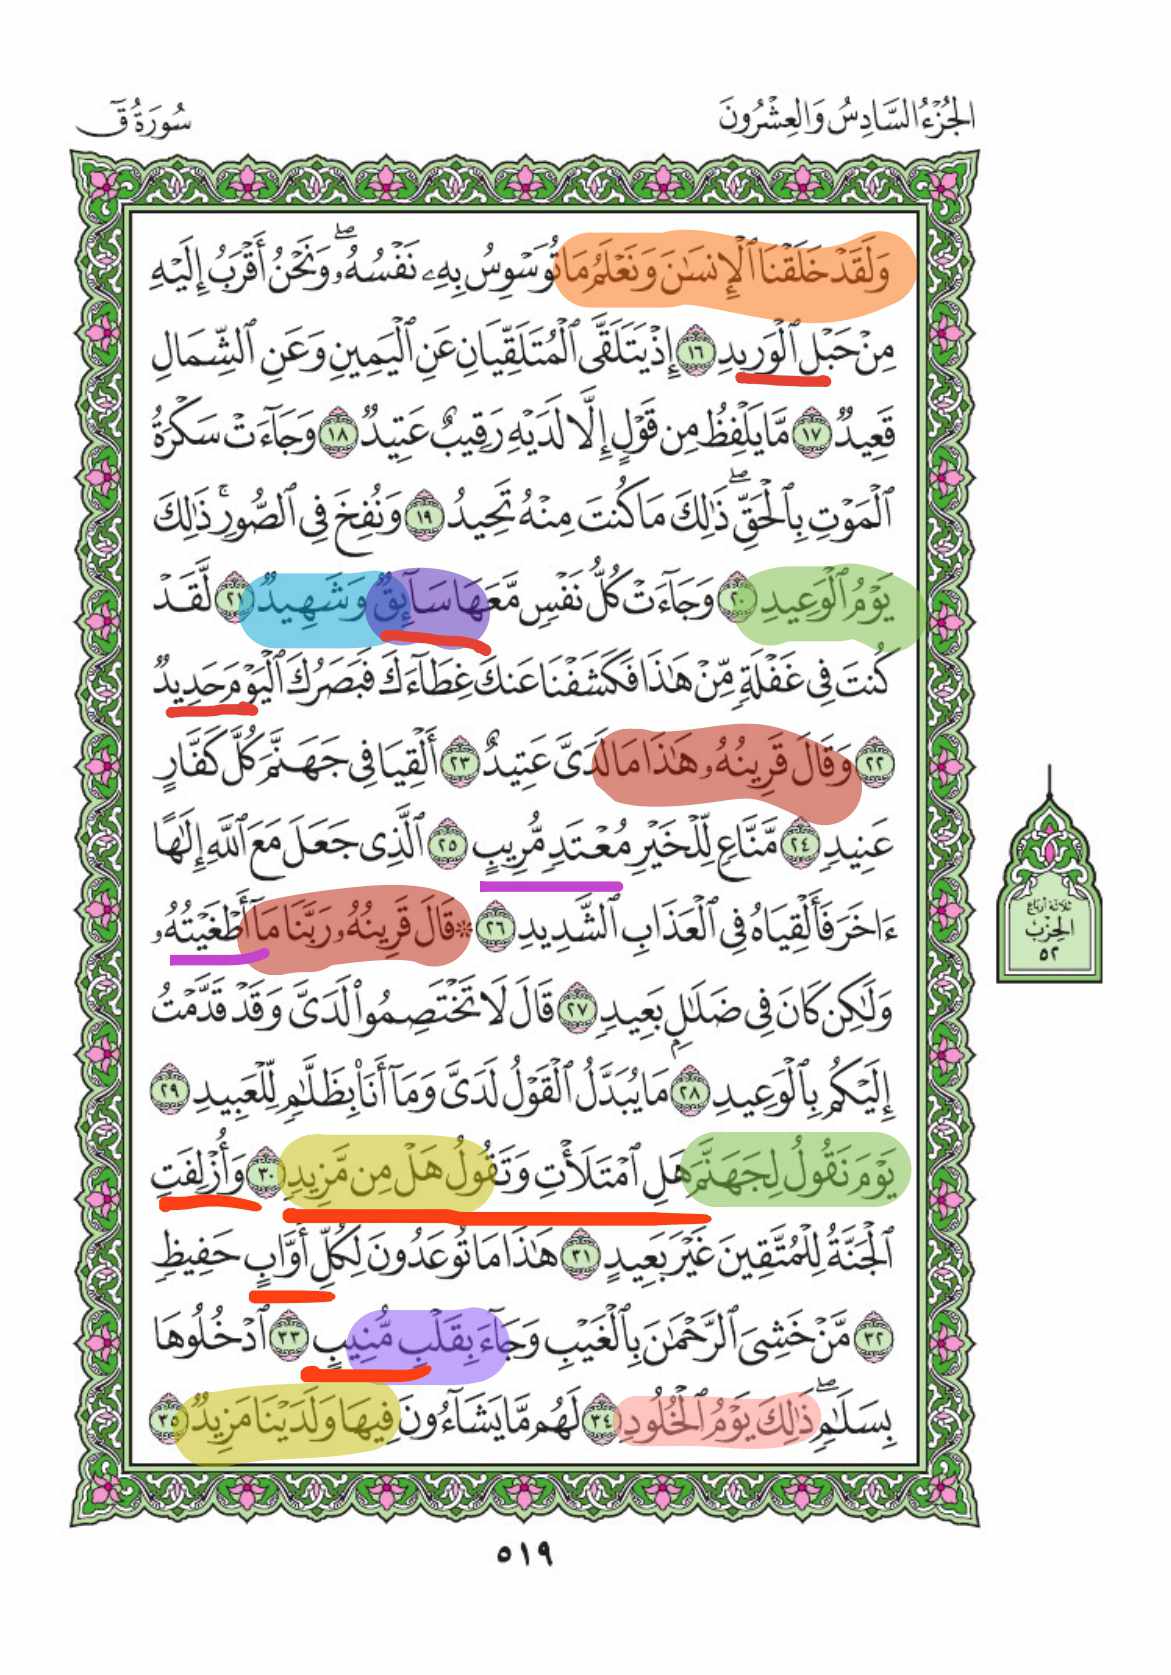 الجُزْءُ السَّادِسُ وَالعِشْرُونَ
سُورَةُ قٓ
وَلَقَدْ خَلَقْنَا ٱلْإِنسَٰنَ وَنَعْلَمُ مَا تُوَسْوِسُ بِهِۦ نَفْسُهُۥۖ وَنَحْنُ أَقْرَبُ إِلَيْهِ
مِنْ حَبْلِ ٱلْوَرِيدِ ١٦ إِذْ يَتَلَقَّى ٱلْمُتَلَقِّيَانِ عَنِ ٱلْيَمِينِ وَعَنِ ٱلشِّمَالِ
قَعِيدٌ ١٧ مَّا يَلْفِظُ مِن قَوْلٍ إِلَّا لَدَيْهِ رَقِيبٌ عَتِيدٌ ١٨ وَجَآءَتْ سَكْرَةُ
ٱلْمَوْتِ بِٱلْحَقِّۖ ذَٰلِكَ مَا كُنتَ مِنْهُ تَحِيدُ ١٩ وَنُفِخَ فِى ٱلصُّورِۚ ذَٰلِكَ
يَوْمُ ٱلْوَعِيدِ ٢٠ وَجَآءَتْ كُلُّ نَفْسٍ مَّعَهَا سَآئِقٌ وَشَهِيدٌ ٢١ لَّقَدْ
كُنتَ فِى غَفْلَةٍ مِّنْ هَٰذَا فَكَشَفْنَا عَنكَ غِطَآءَكَ فَبَصَرُكَ ٱلْيَوْمَ حَدِيدٌ
٢٢ وَقَالَ قَرِينُهُۥ هَٰذَا مَا لَدَىَّ عَتِيدٌ ٢٣ أَلْقِيَا فِى جَهَنَّمَ كُلَّ كَفَّارٍ
عَنِيدٍ ٢٤ مَّنَّاعٍ لِّلْخَيْرِ مُعْتَدٍ مُّرِيبٍ ٢٥ ٱلَّذِى جَعَلَ مَعَ ٱللَّهِ إِلَٰهًا
ءَاخَرَ فَأَلْقِيَاهُ فِى ٱلْعَذَابِ ٱلشَّدِيدِ ٢٦ ۞ قَالَ قَرِينُهُۥ رَبَّنَا مَآ أَطْغَيْتُهُۥ
وَلَٰكِن كَانَ فِى ضَلَٰلٍۭ بَعِيدٍ ٢٧ قَالَ لَا تَخْتَصِمُوا۟ لَدَىَّ وَقَدْ قَدَّمْتُ
إِلَيْكُم بِٱلْوَعِيدِ ٢٨ مَا يُبَدَّلُ ٱلْقَوْلُ لَدَىَّ وَمَآ أَنَا۠ بِظَلَّٰمٍ لِّلْعَبِيدِ ٢٩
يَوْمَ نَقُولُ لِجَهَنَّمَ هَلِ ٱمْتَلَأْتِ وَتَقُولُ هَلْ مِن مَّزِيدٍ ٣٠ وَأُزْلِفَتِ
ٱلْجَنَّةُ لِلْمُتَّقِينَ غَيْرَ بَعِيدٍ ٣١ هَٰذَا مَا تُوعَدُونَ لِكُلِّ أَوَّابٍ حَفِيظٍ
٣٢ مَّنْ خَشِىَ ٱلرَّحْمَٰنَ بِٱلْغَيْبِ وَجَآءَ بِقَلْبٍ مُّنِيبٍ ٣٣ ٱدْخُلُوهَا
بِسَلَٰمٍۖ ذَٰلِكَ يَوْمُ ٱلْخُلُودِ ٣٤ لَهُم مَّا يَشَآءُونَ فِيهَا وَلَدَيْنَا مَزِيدٌ ٣٥
ثلاثة أرباع
الحِزْب
٥٢
٥١٩